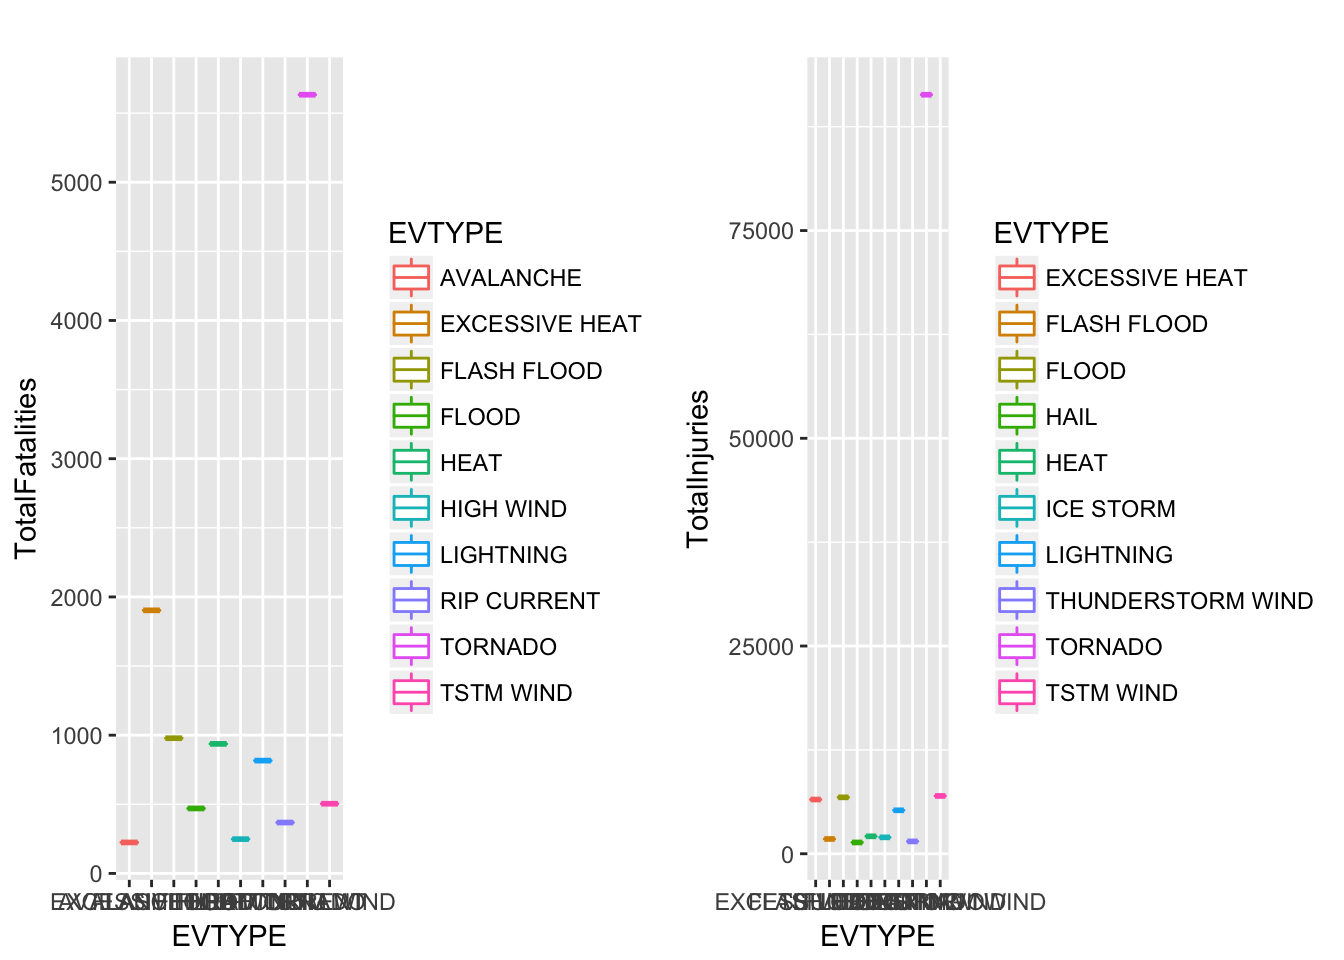 TotalFatalities
5000
4000
3000
2000
1000
0
EVTYPE
EVTYPE
AVALANCHE
EXCESSIVE HEAT
FLASH FLOOD
FLOOD
HEAT
HIGH WIND
LIGHTNING
RIP CURRENT
TORNADO
TSTM WIND
TotalInjuries
75000
50000
25000
0
EVTYPE
EVTYPE
EXCESSIVE HEAT
FLASH FLOOD
FLOOD
HAIL
HEAT
ICE STORM
LIGHTNING
THUNDERSTORM WIND
TORNADO
TSTM WIND